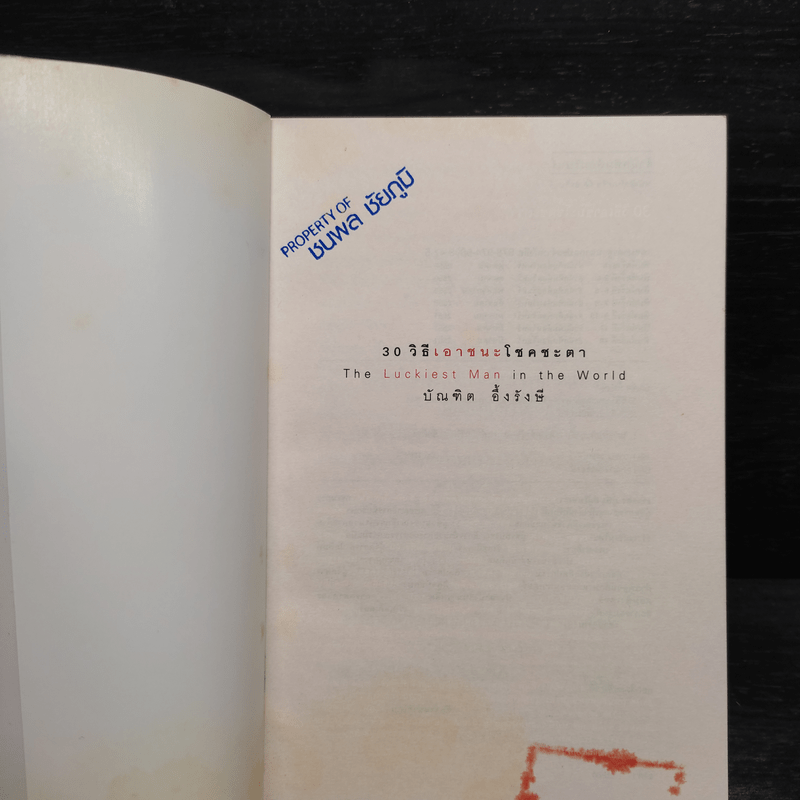 PROPERTY OF
ชนพล ชัยภูมิ
30 วิธีเอาชนะโชคชะตา
The Luckiest Man in the World
บัณฑิต อึ้งรังษี